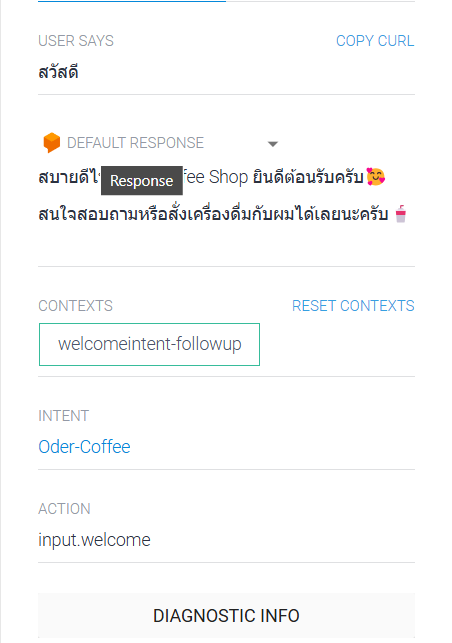 USER SAYS COPY CURL
สวัสดี
DEFAULT RESPONSE
สบายดีไ Response fee Shop ยินดีต้อนรับครับ🥰
สนใจสอบถามหรือสั่งเครื่องดื่มกับผมได้เลยนะครับ 🥤
CONTEXTS RESET CONTEXTS
welcomeintent-followup
INTENT
Oder-Coffee
ACTION
input.welcome
DIAGNOSTIC INFO